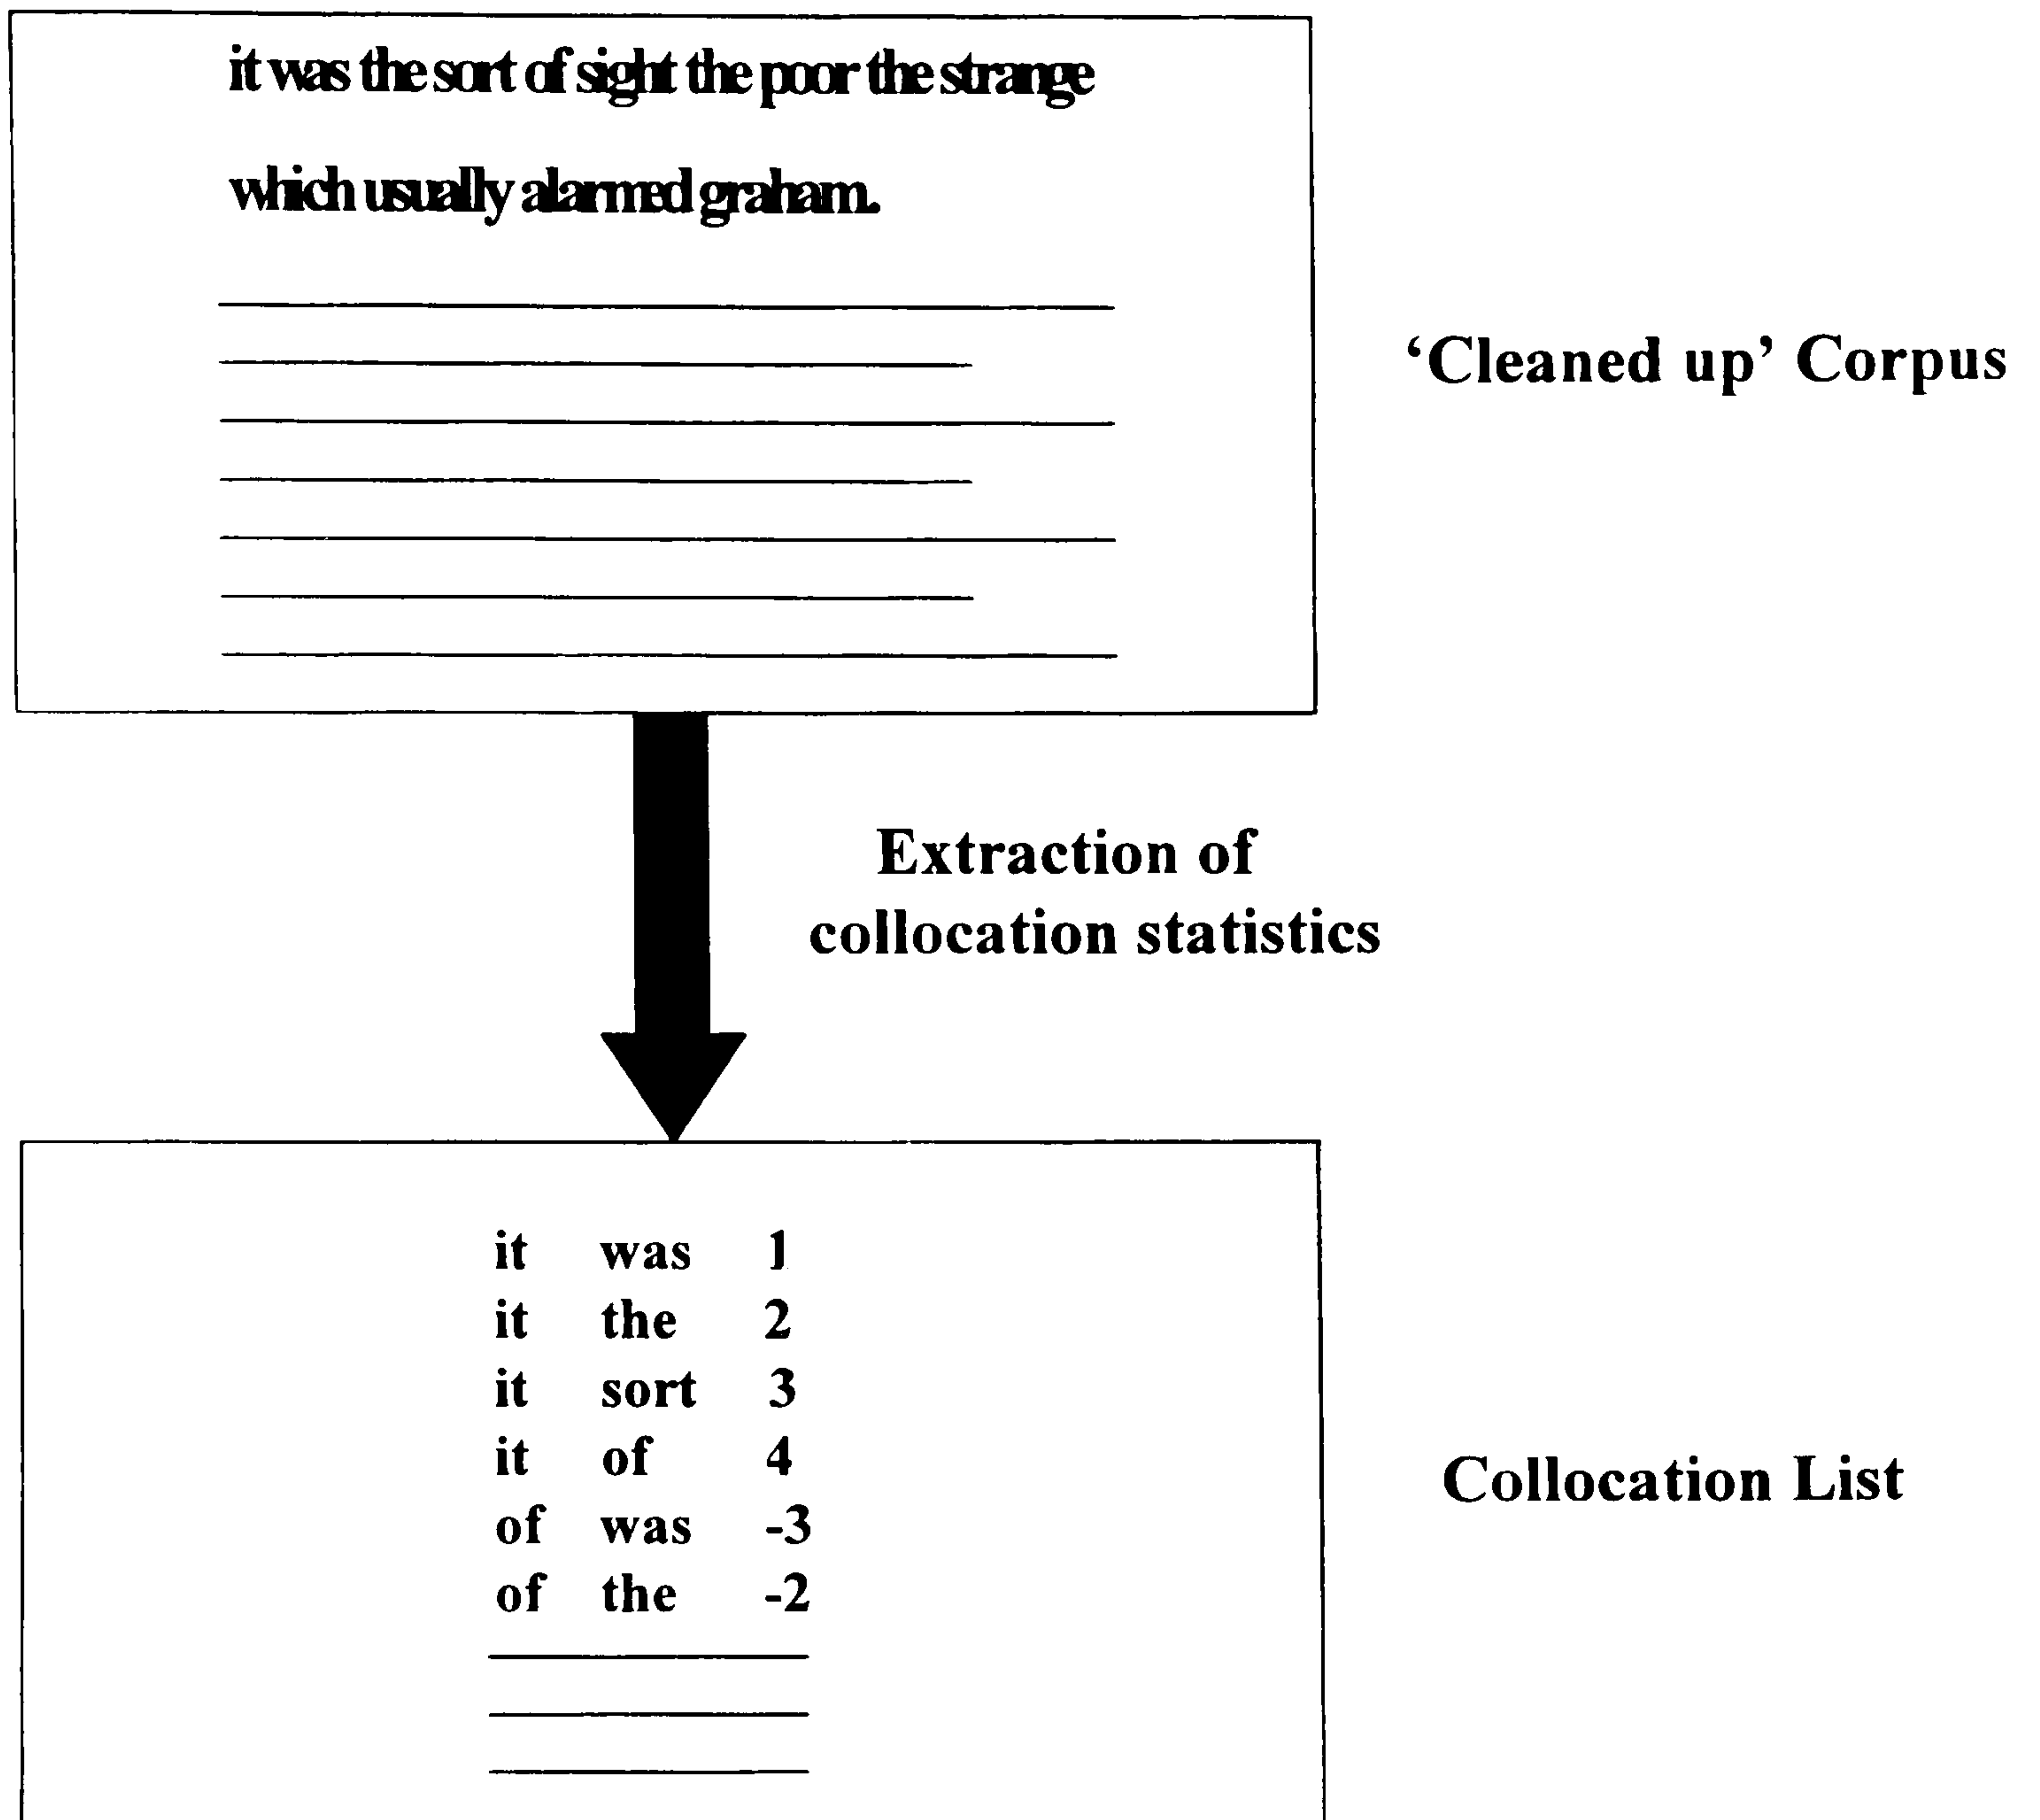 it was the sort of sight the poor the strange
which usually alarmed graham.
‘Cleaned up’ Corpus
Extraction of
collocation statistics
it was 1
it the 2
it sort 3
it of 4
of was -3
of the -2
Collocation List